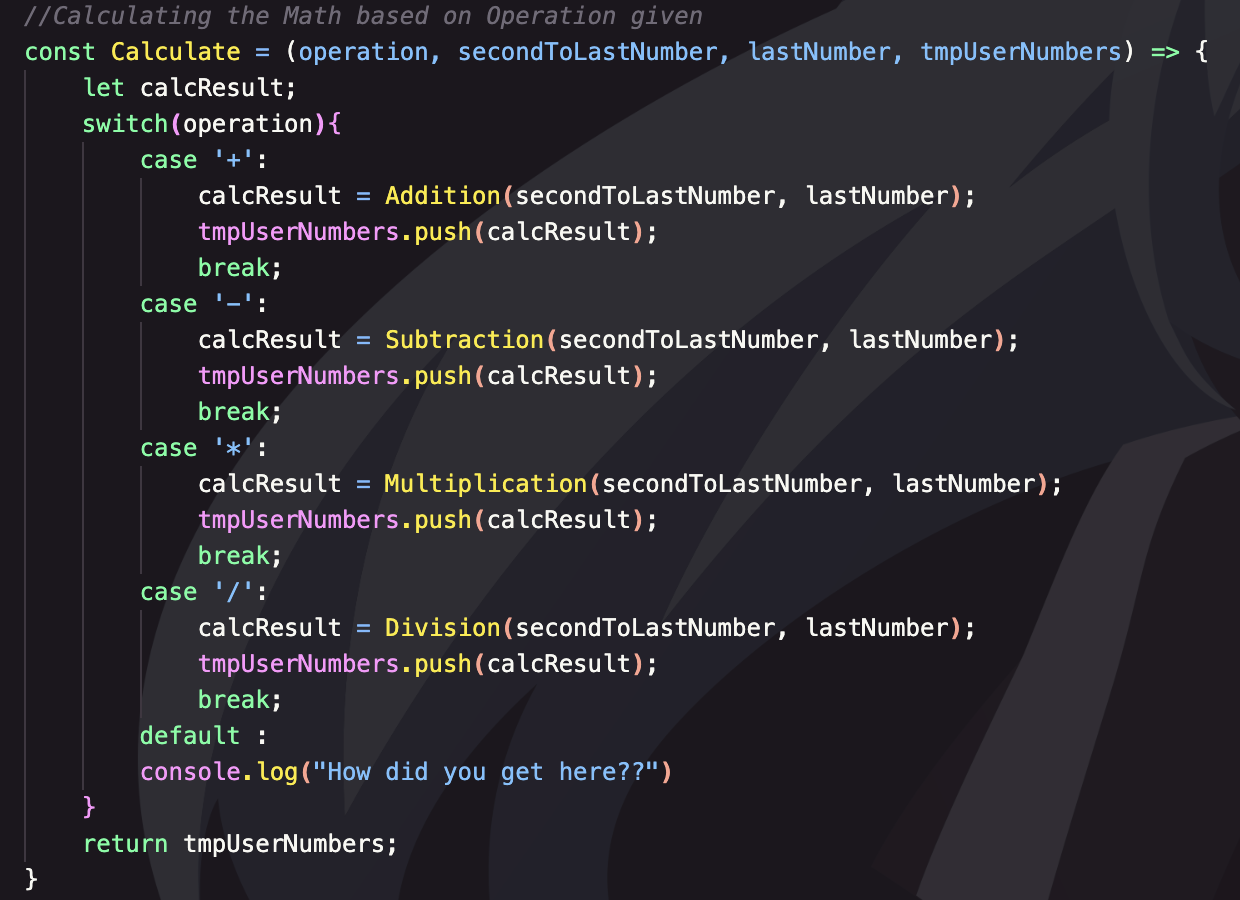 //Calculating the Math based on Operation given
const Calculate = (operation, secondToLastNumber, lastNumber, tmpUserNumbers) => {
    let calcResult;
    switch(operation){
        case '+':
            calcResult = Addition(secondToLastNumber, lastNumber);
            tmpUserNumbers.push(calcResult);
            break;
        case '-':
            calcResult = Subtraction(secondToLastNumber, lastNumber);
            tmpUserNumbers.push(calcResult);
            break;
        case '*':
            calcResult = Multiplication(secondToLastNumber, lastNumber);
            tmpUserNumbers.push(calcResult);
            break;
        case '/':
            calcResult = Division(secondToLastNumber, lastNumber);
            tmpUserNumbers.push(calcResult);
            break;
        default :
        console.log("How did you get here??")
    }
    return tmpUserNumbers;
}